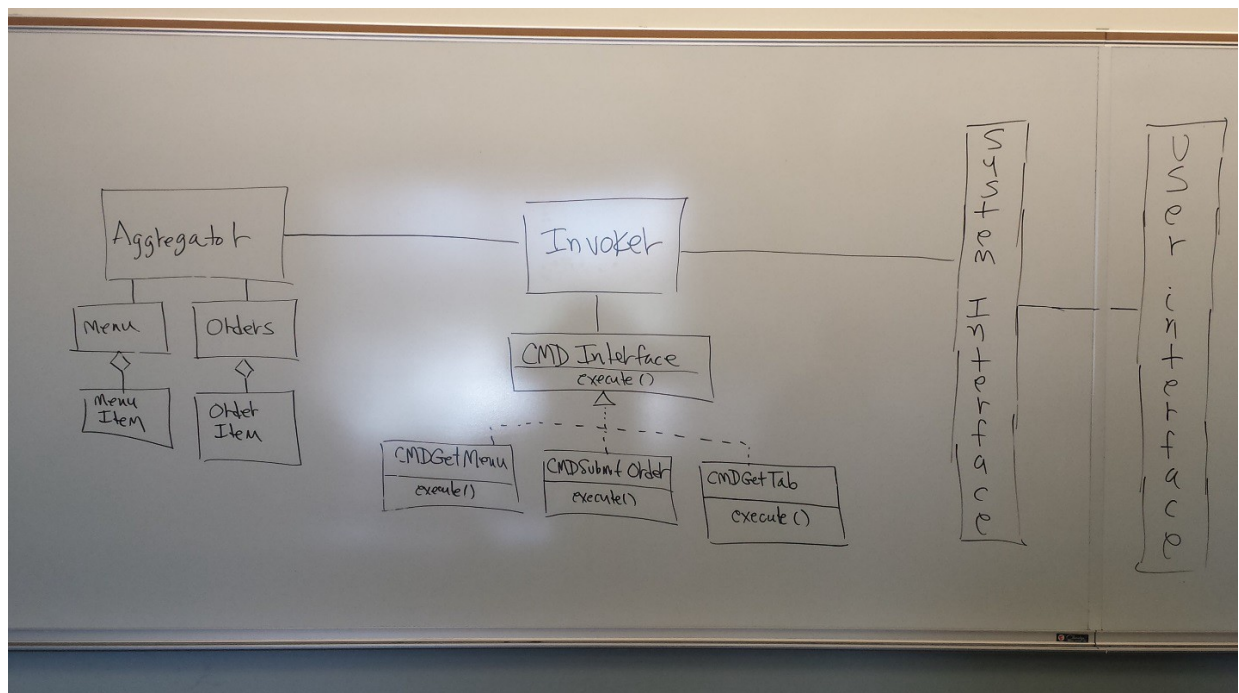 Aggregator
Menu
Orders
Menu
Item
Order
Item
Invoker
CMD Interface
execute()
CMDGetMenu
execute()
CMDSubmit Order
execute()
CMDGetTab
execute()
System Interface
User interface